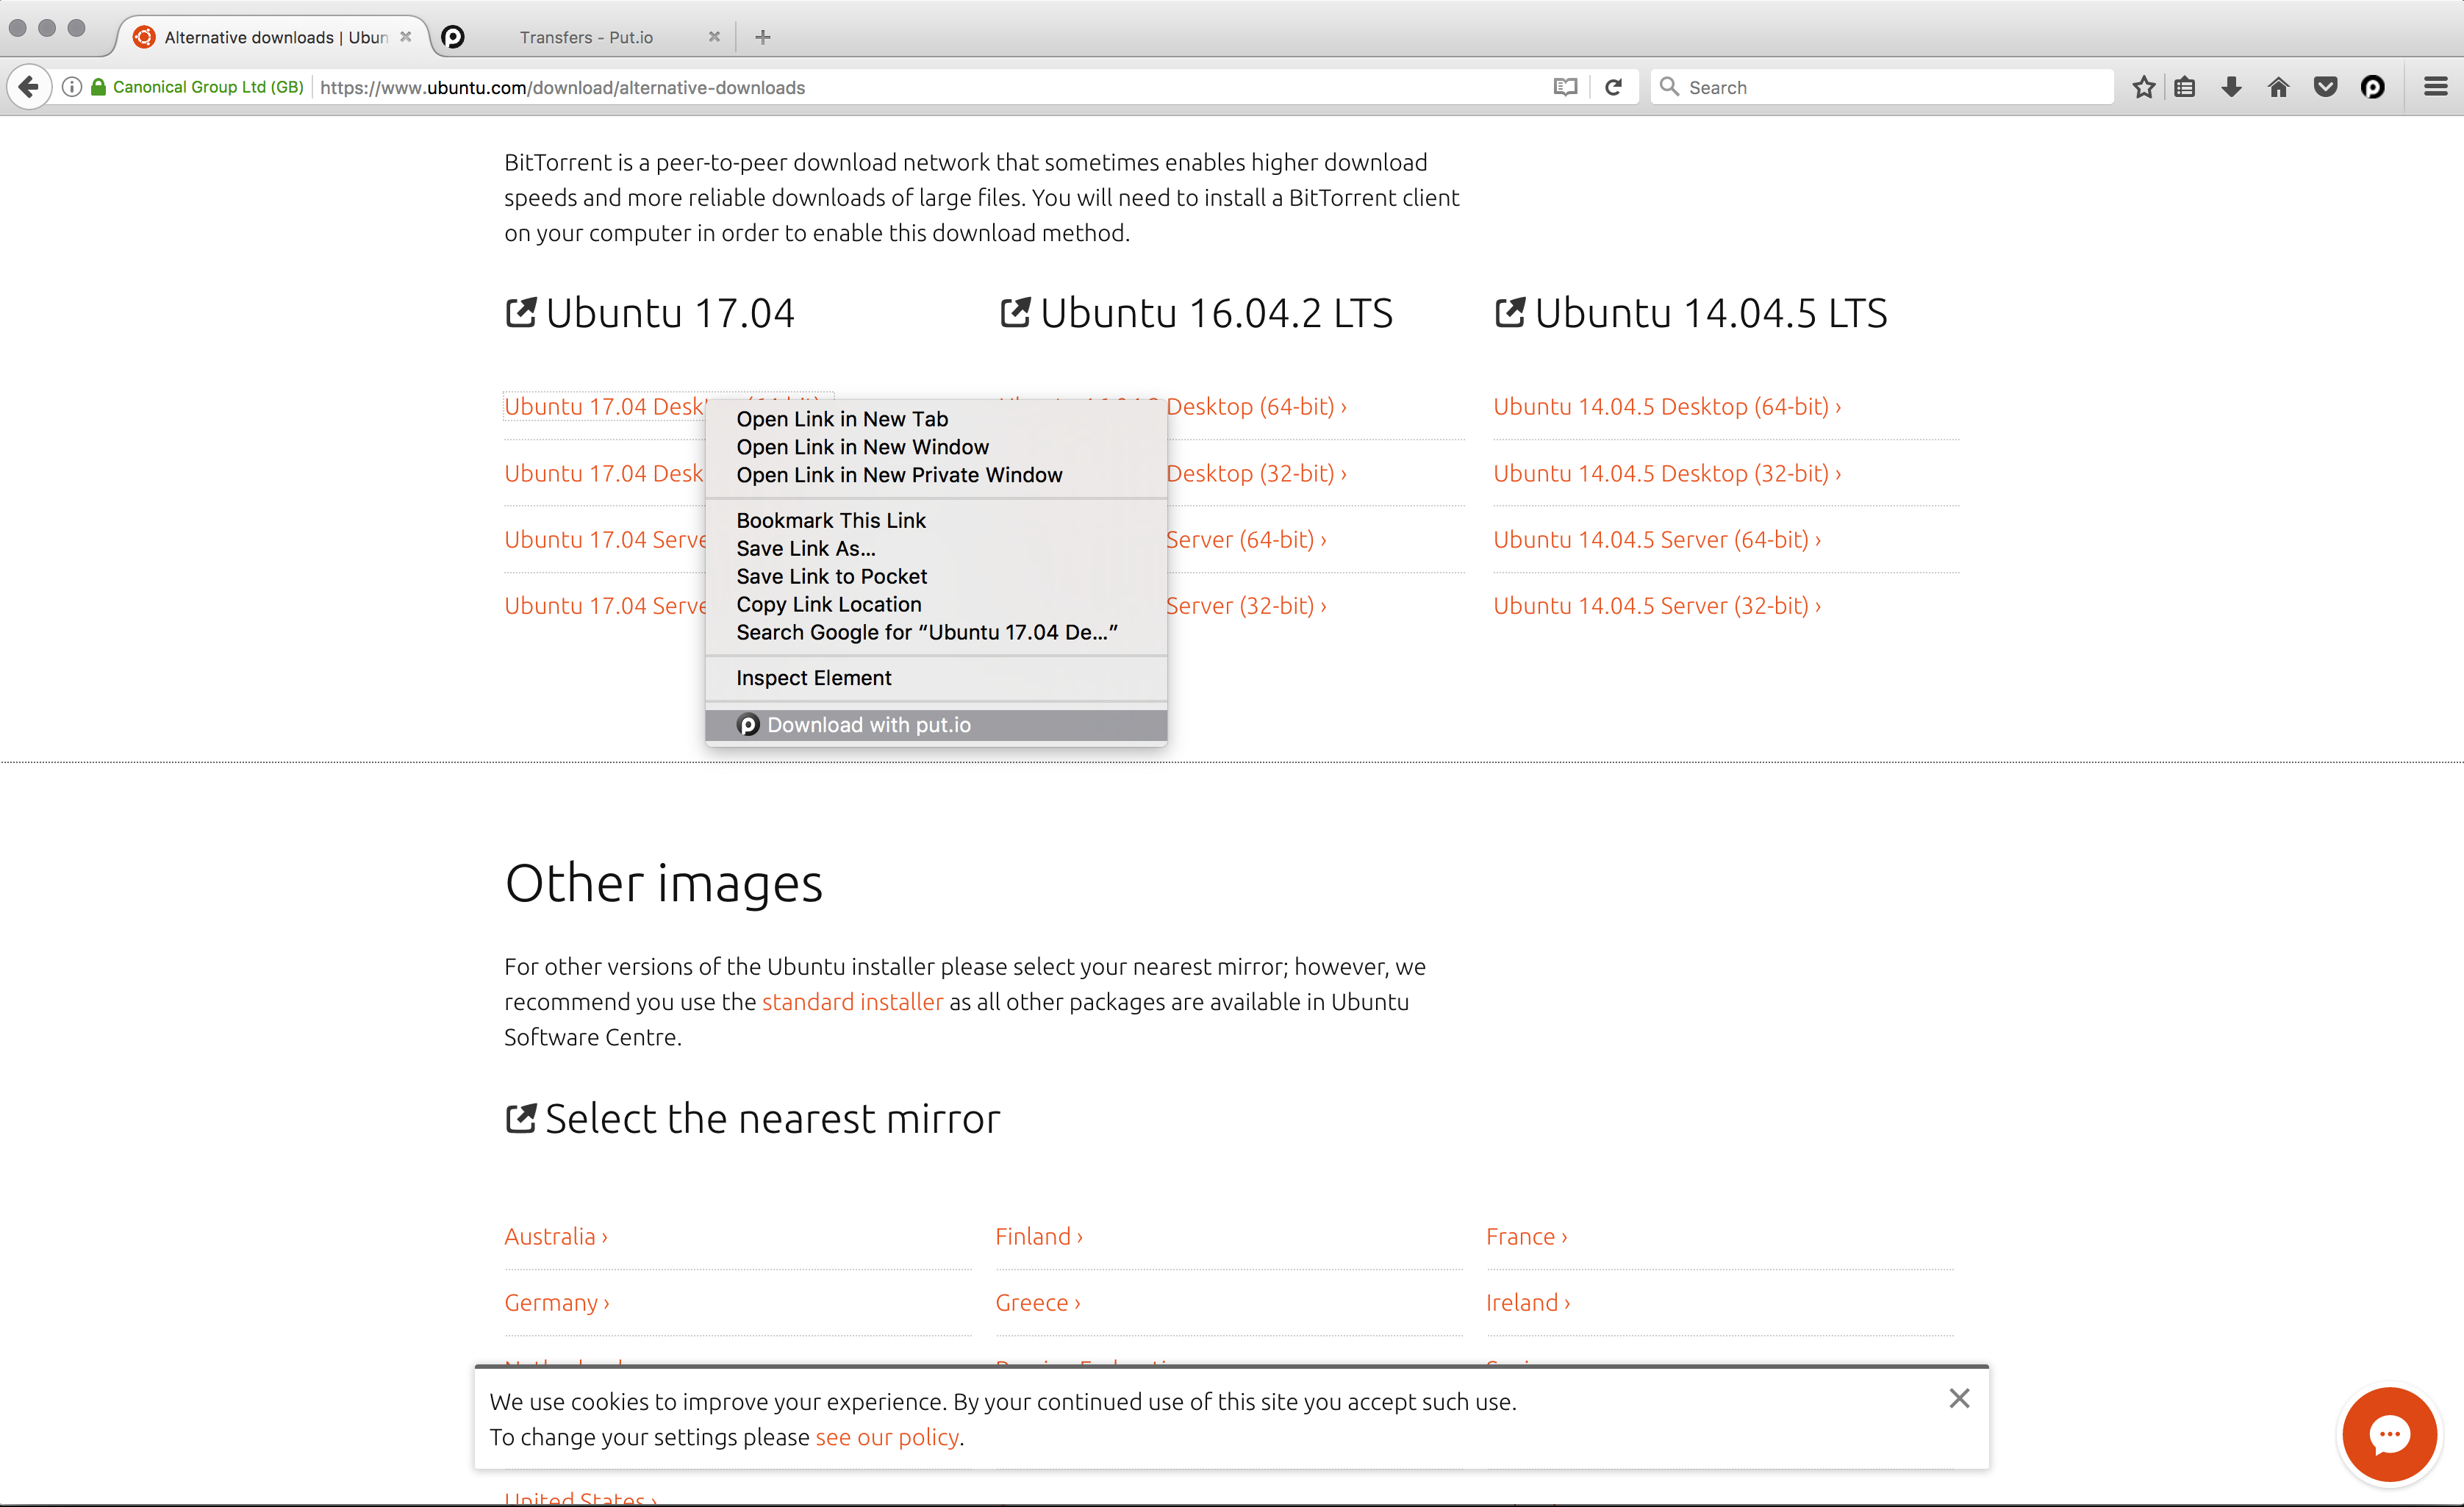 Alternative downloads | Ubun
Transfers - Put.io
Canonical Group Ltd (GB)
https://www.ubuntu.com/download/alternative-downloads
Search
BitTorrent is a peer-to-peer download network that sometimes enables higher download
speeds and more reliable downloads of large files. You will need to install a BitTorrent client
on your computer in order to enable this download method.
Ubuntu 17.04
Ubuntu 16.04.2 LTS
Ubuntu 14.04.5 LTS
Ubuntu 17.04 Desk
Desktop (64-bit) ›
Ubuntu 14.04.5 Desktop (64-bit) ›
Ubuntu 17.04 Desk
Desktop (32-bit) ›
Ubuntu 14.04.5 Desktop (32-bit) ›
Ubuntu 17.04 Serve
Server (64-bit) ›
Ubuntu 14.04.5 Server (64-bit) ›
Ubuntu 17.04 Serve
Server (32-bit) ›
Ubuntu 14.04.5 Server (32-bit) ›
Open Link in New Tab
Open Link in New Window
Open Link in New Private Window
Bookmark This Link
Save Link As...
Save Link to Pocket
Copy Link Location
Search Google for “Ubuntu 17.04 De...”
Inspect Element
Download with put.io
Other images
For other versions of the Ubuntu installer please select your nearest mirror; however, we
recommend you use the standard installer as all other packages are available in Ubuntu
Software Centre.
Select the nearest mirror
Australia ›
Finland ›
France ›
Germany ›
Greece ›
Ireland ›
We use cookies to improve your experience. By your continued use of this site you accept such use.
To change your settings please see our policy.
United States ›